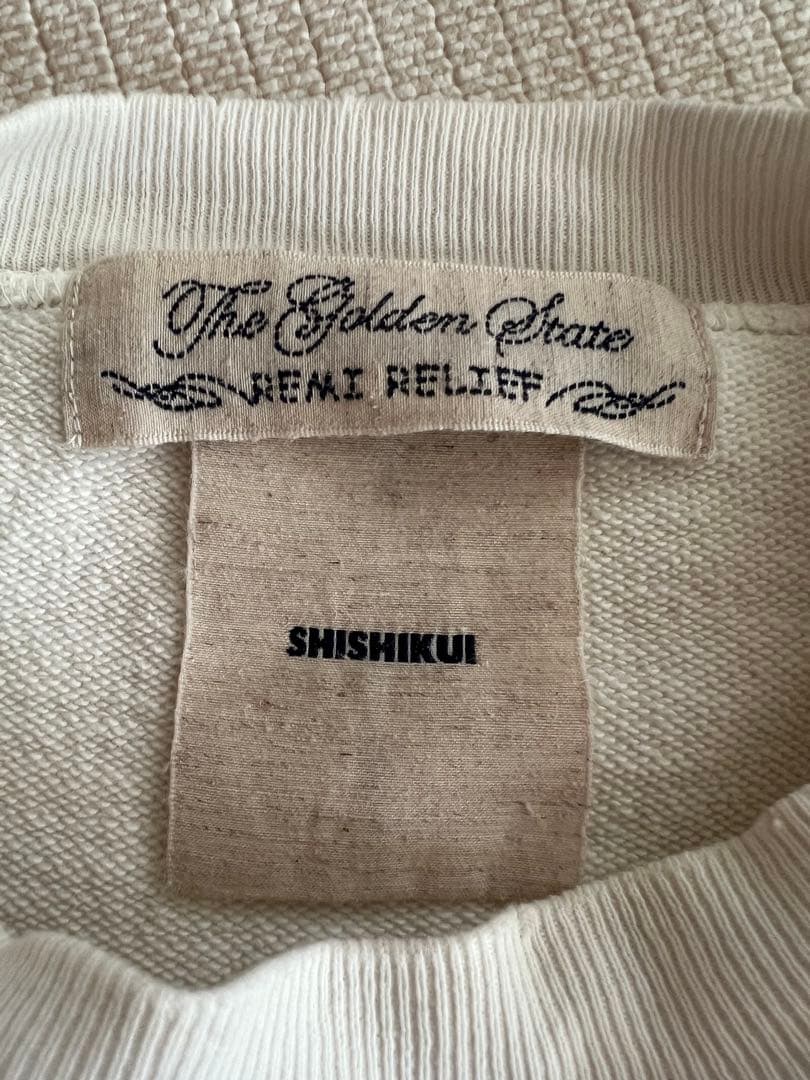 The Golden State
REMI RELIEF
SHISHIKUI